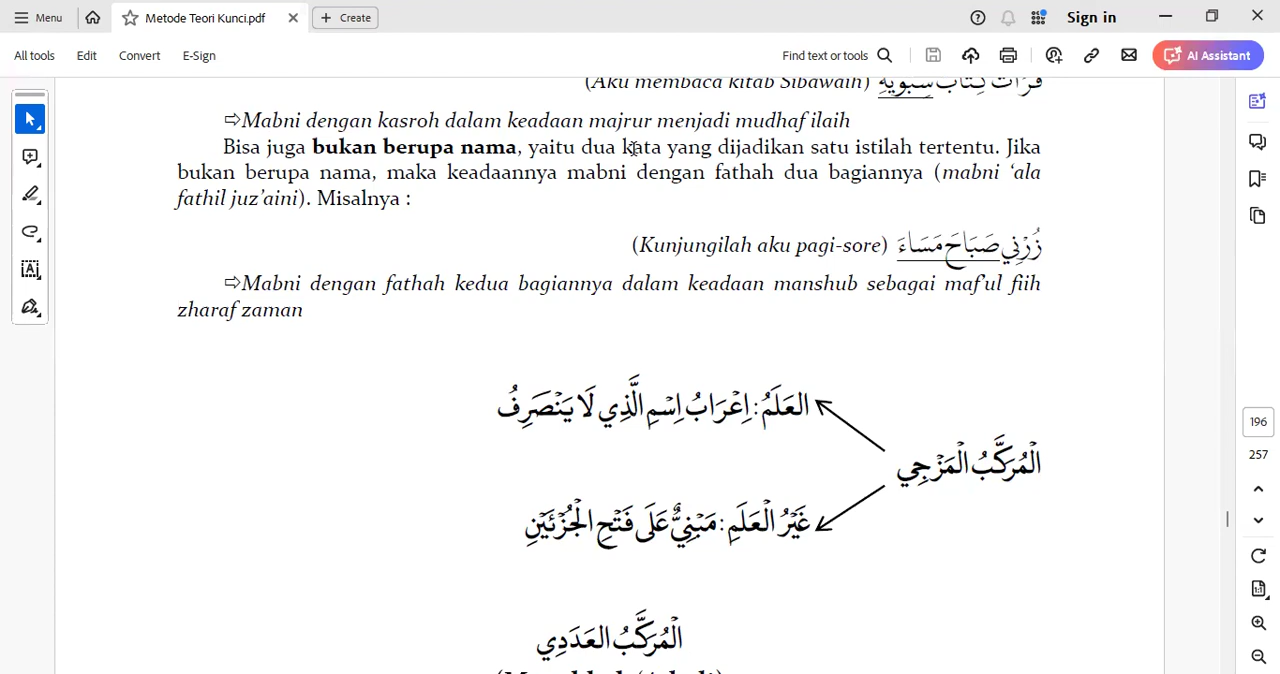 Menu
Metode Teori Kunci.pdf
Create
Sign in
All tools
Edit
Convert
E-Sign
Find text or tools
AI Assistant
(Aku membaca kitab Sibawaih) قَرَأْتُ كِتَابَ سِيبَوَيْهِ
⇨Mabni dengan kasroh dalam keadaan majrur menjadi mudhaf ilaih
Bisa juga bukan berupa nama, yaitu dua kata yang dijadikan satu istilah tertentu. Jika
bukan berupa nama, maka keadaannya mabni dengan fathah dua bagiannya (mabni ‘ala
fathil juz’aini). Misalnya :
(Kunjungilah aku pagi-sore) زُرْنِي صَبَاحَ مَسَاءَ
⇨Mabni dengan fathah kedua bagiannya dalam keadaan manshub sebagai maf’ul fiih
zharaf zaman
العَلَمُ : اِعْرَابُ اِسْمِ الَّذِي لَا يَنْصَرِفُ
الْمُرَكَّبُ الْمَزْجِي
غَيْرُ الْعَلَمِ : مَبْنِيٌّ عَلَى فَتْحِ الْجُزْئَيْنِ
الْمُرَكَّبُ العَدَدِي
196
257